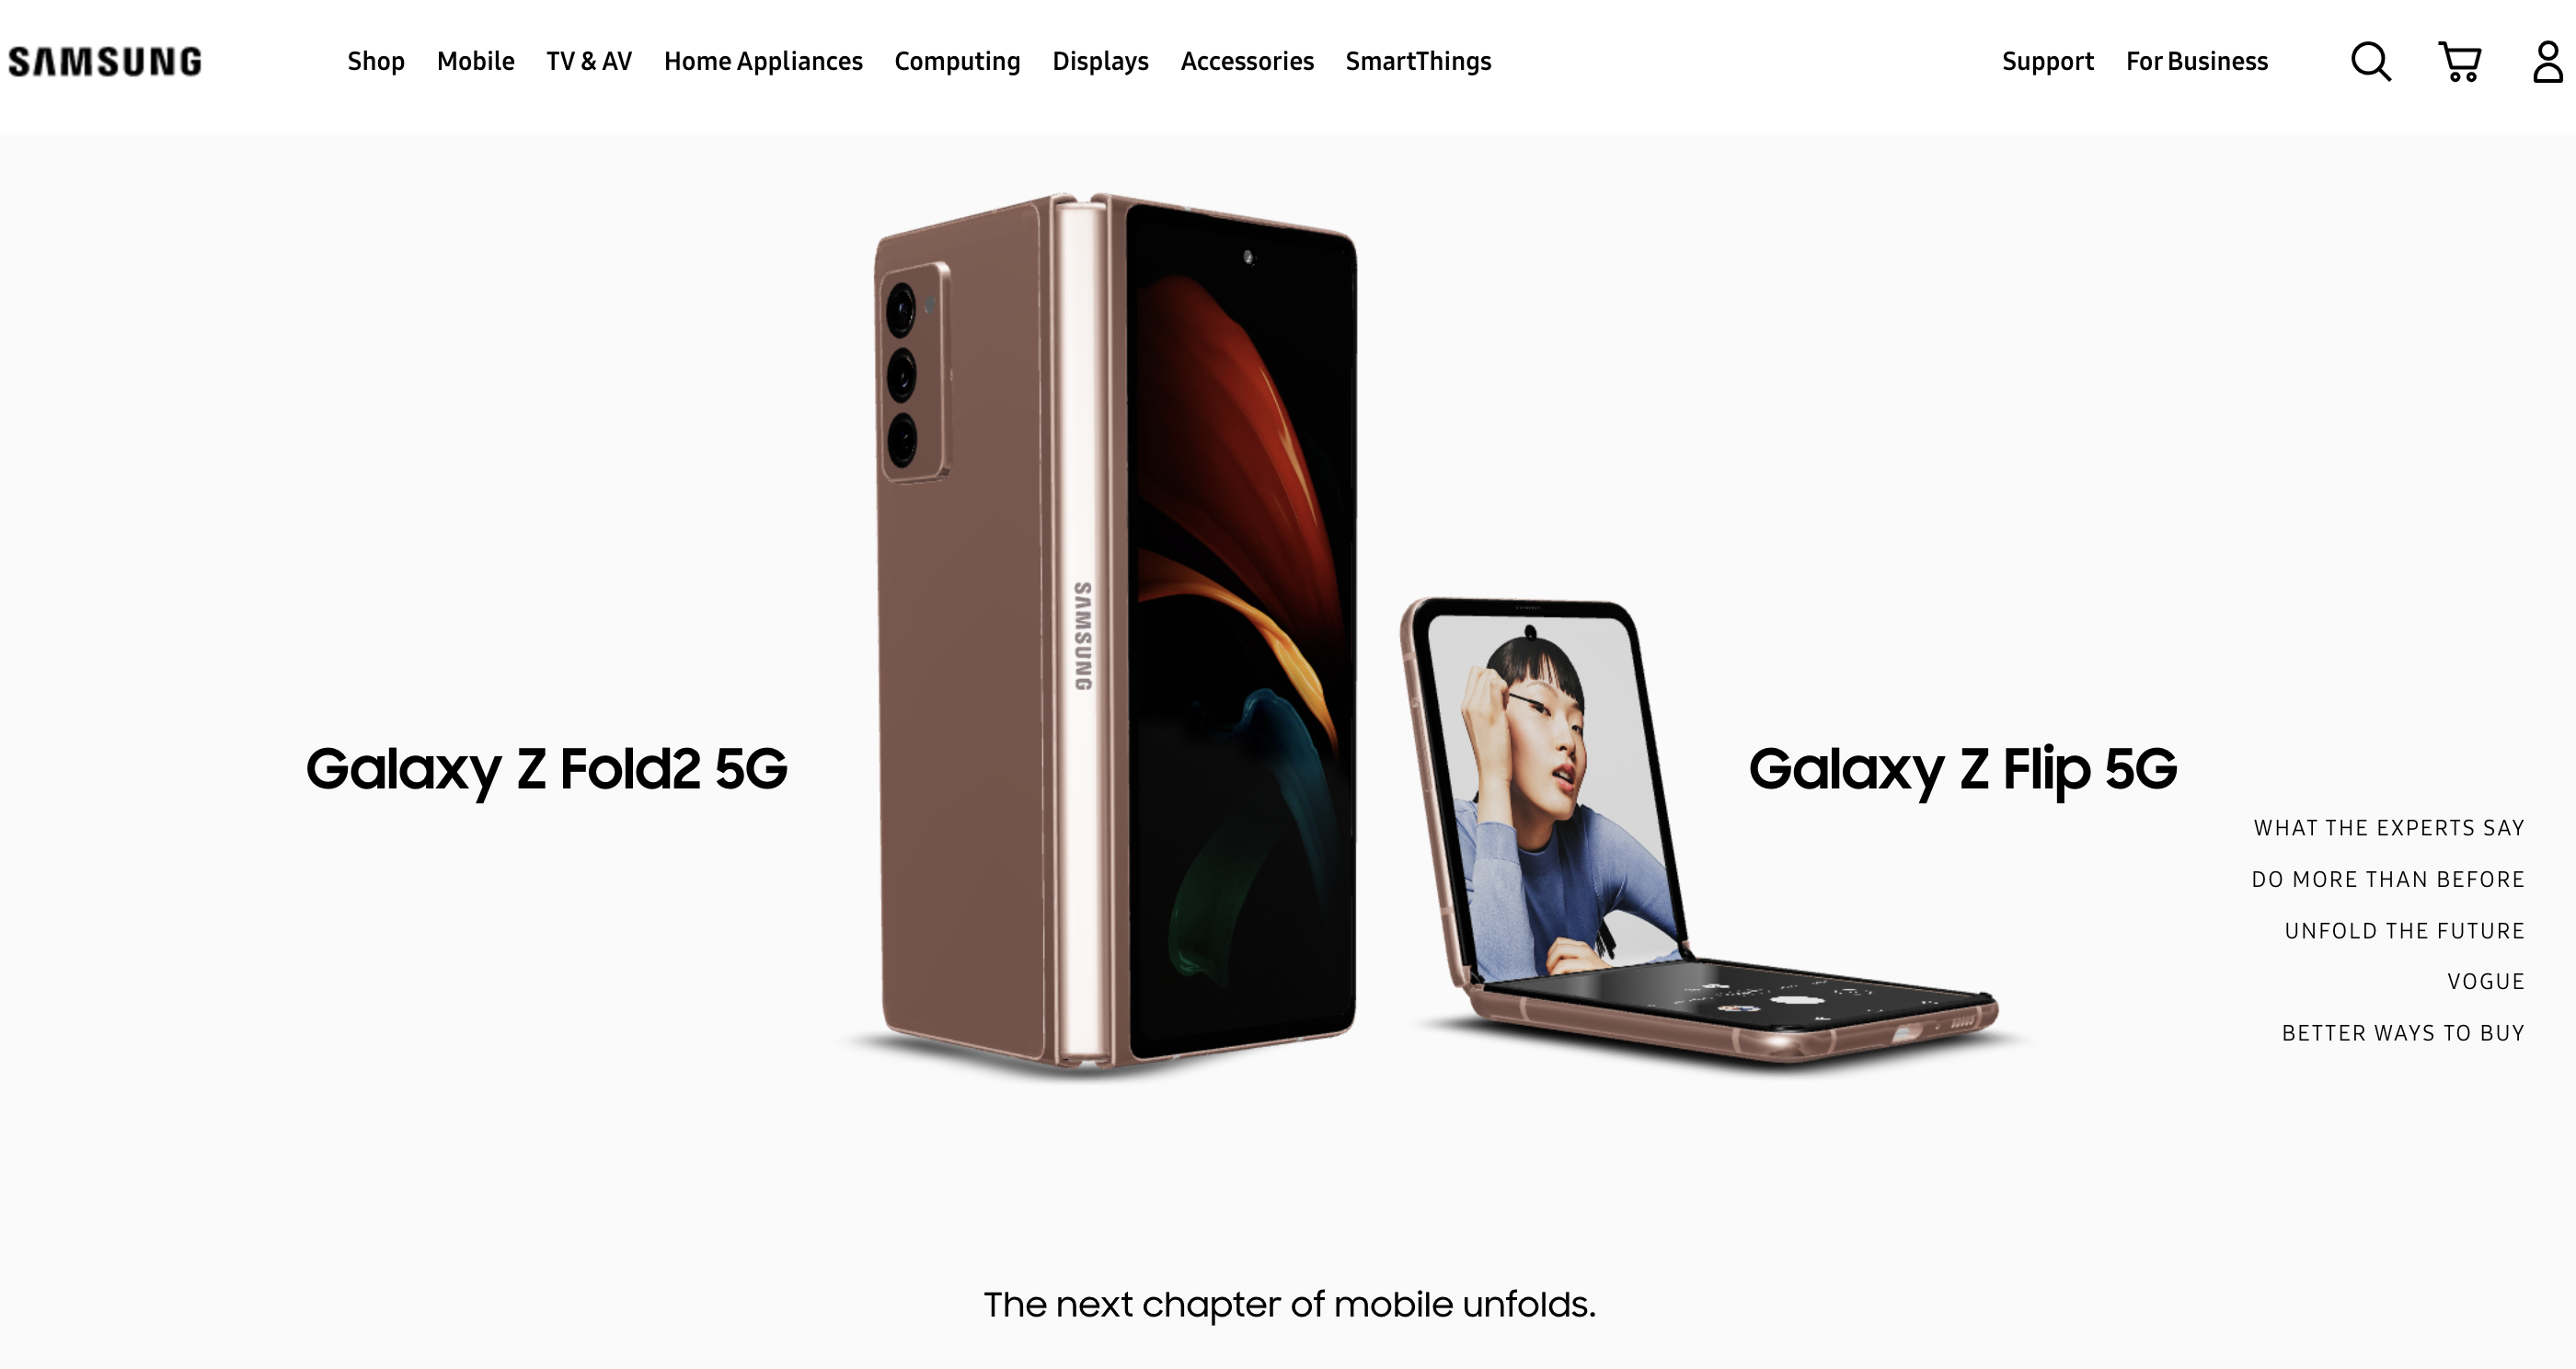 SAMSUNG
Shop Mobile TV & AV Home Appliances Computing Displays Accessories SmartThings Support For Business
SAMSUNG
Galaxy Z Fold2 5G
Galaxy Z Flip 5G
WHAT THE EXPERTS SAY
DO MORE THAN BEFORE
UNFOLD THE FUTURE
VOGUE
BETTER WAYS TO BUY
The next chapter of mobile unfolds.